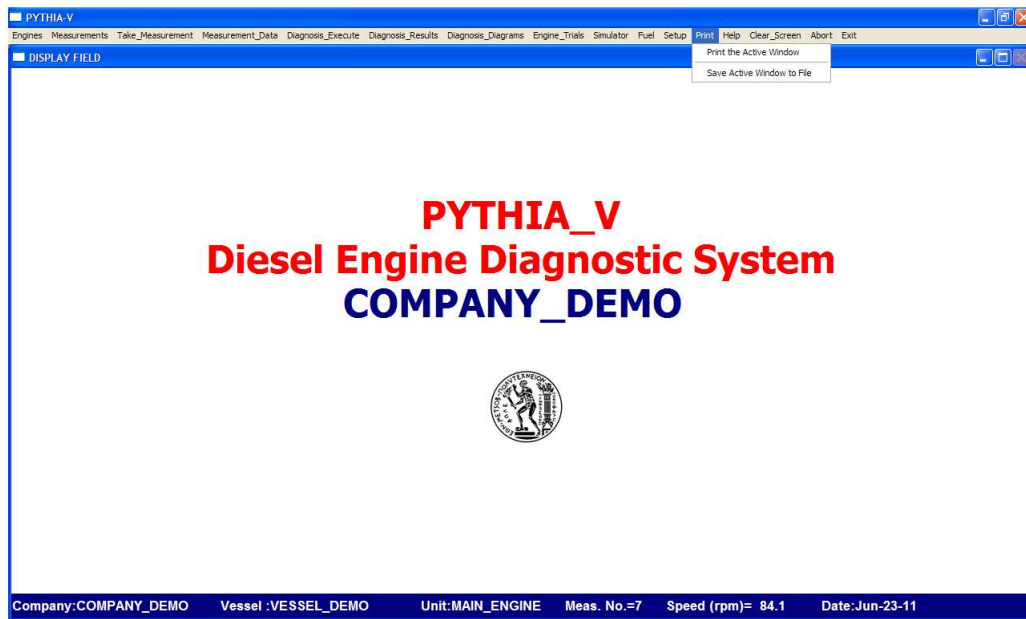 PYTHIA-V
Engines Measurements Take_Measurement Measurement_Data Diagnosis_Execute Diagnosis_Results Diagnosis_Diagrams Engine_Trials Simulator Fuel Setup Print Help Clear_Screen Abort Exit
Print the Active Window
DISPLAY FIELD
Save Active Window to File
PYTHIA_V
Diesel Engine Diagnostic System
COMPANY_DEMO
Company:COMPANY_DEMO Vessel :VESSEL_DEMO Unit:MAIN_ENGINE Meas. No.=7 Speed (rpm)= 84.1 Date:Jun-23-11